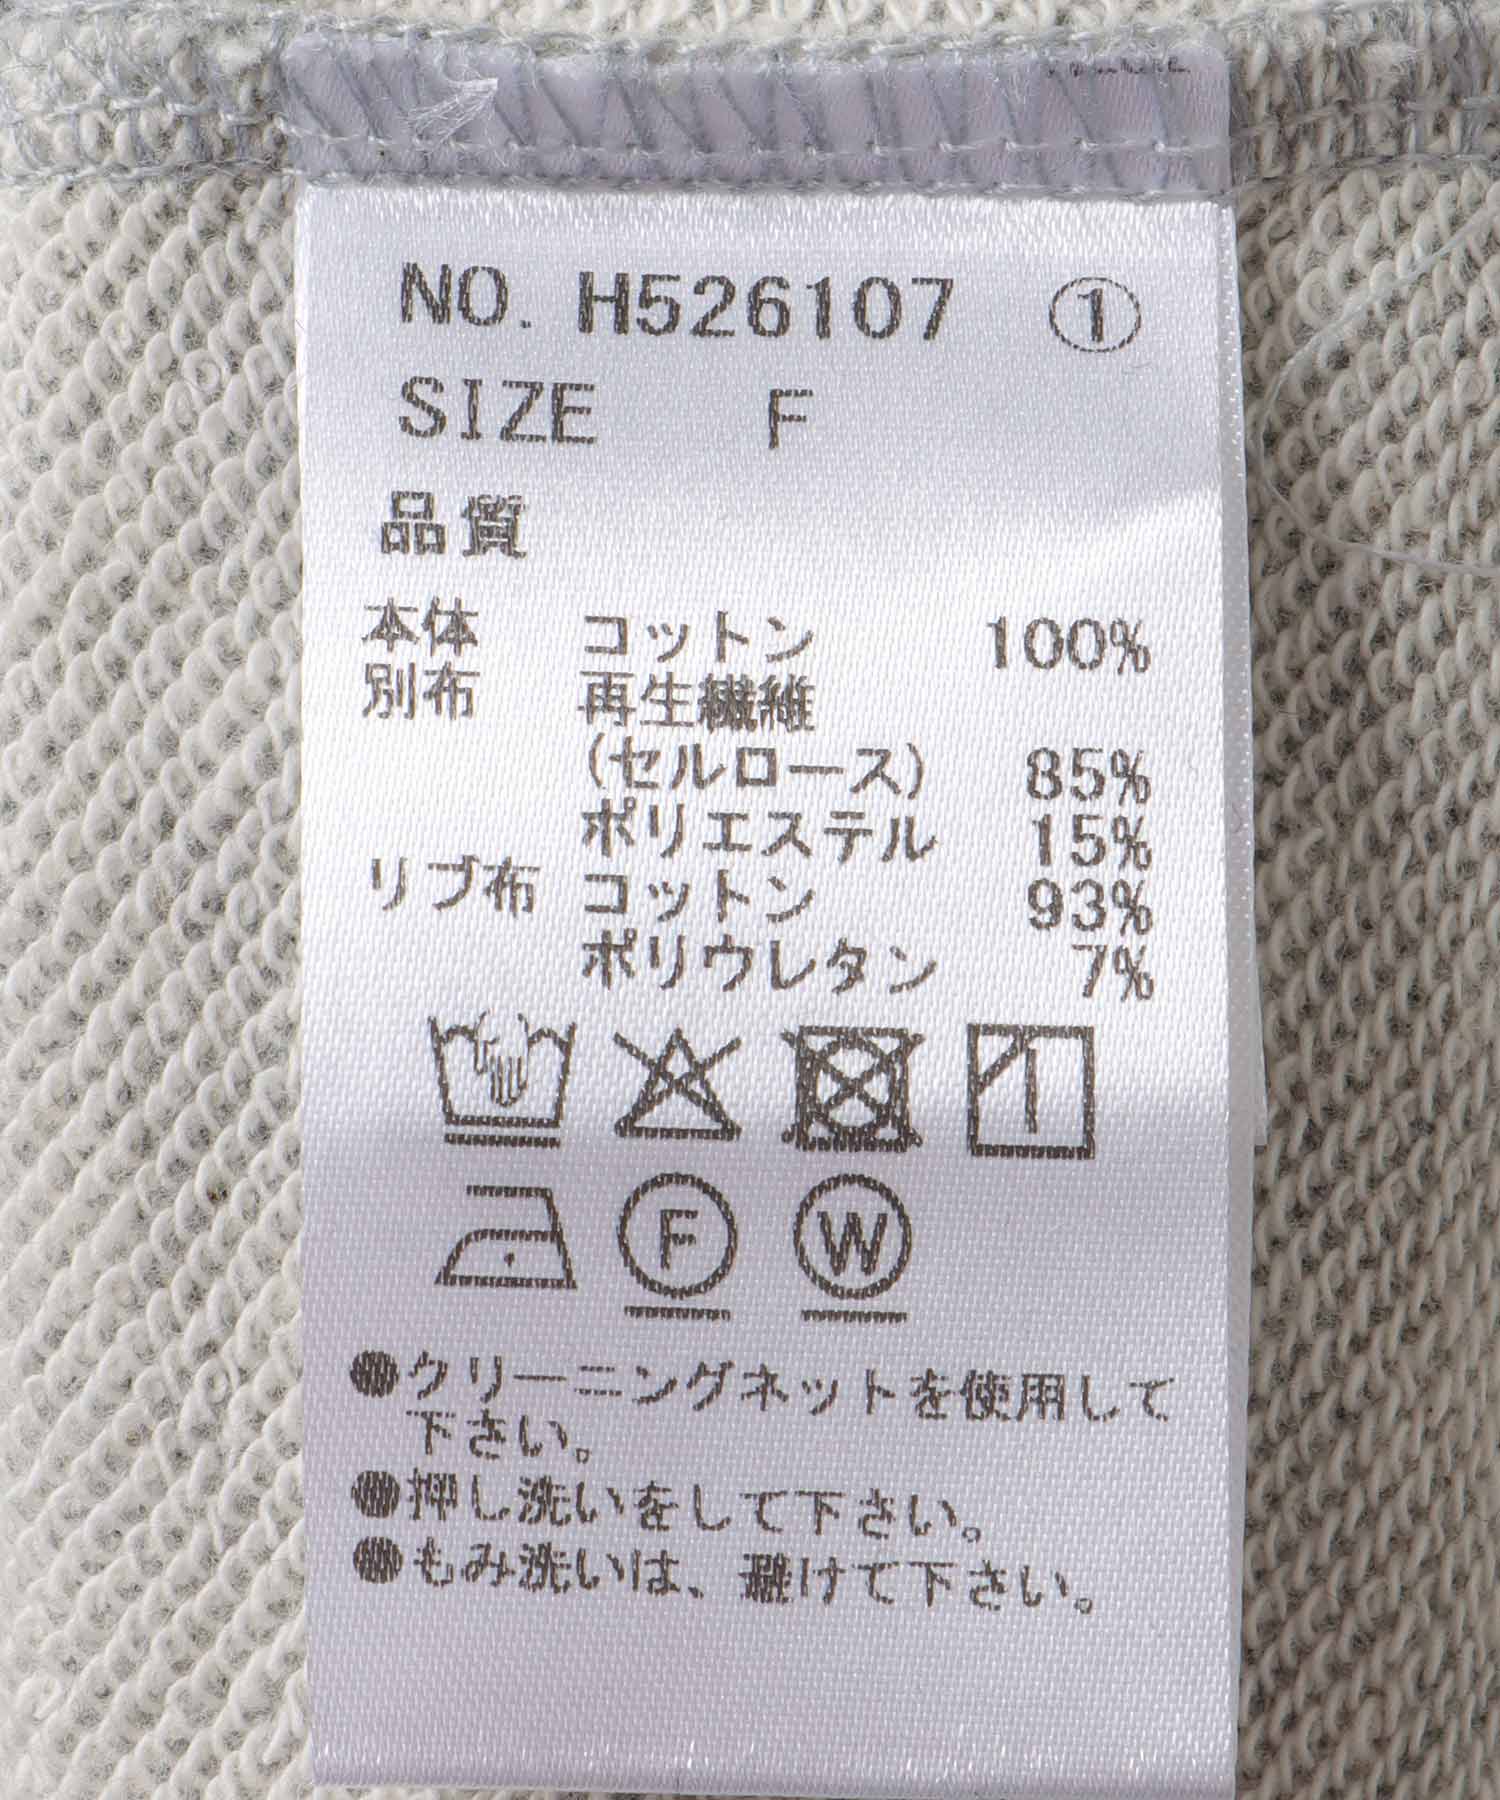 NO. H526107 ①
SIZE F
品質
本体 コットン 100%
別布 再生繊維
(セルロース) 85%
ポリエステル 15%
リブ布 コットン 93%
ポリウレタン 7%
F W
●クリーニングネットを使用して
下さい。
●押し洗いをして下さい。
●もみ洗いは、避けて下さい。